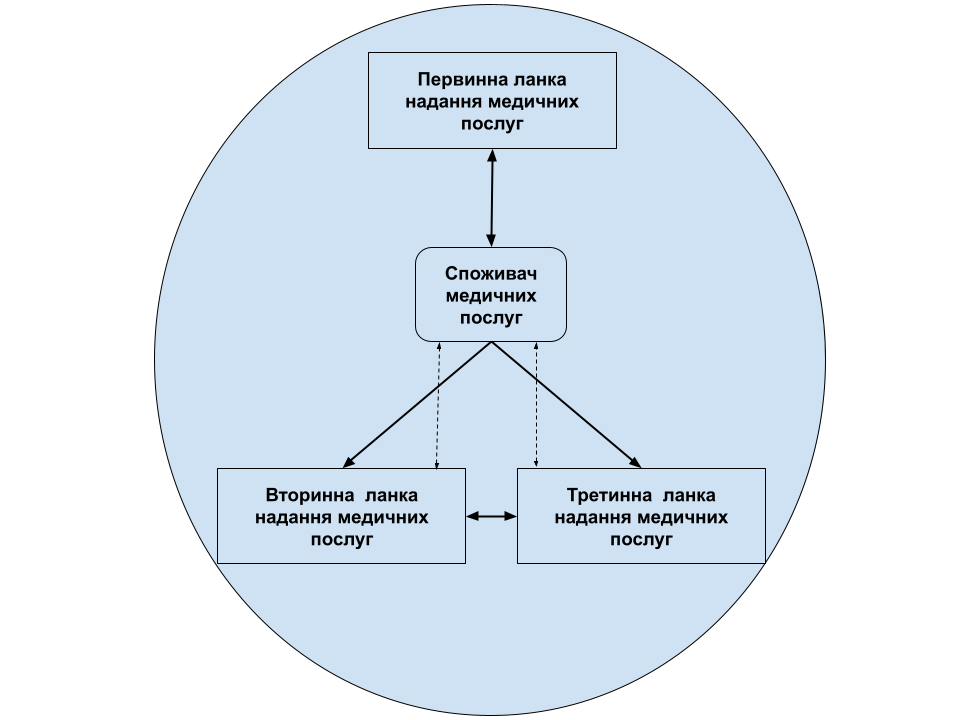 Первинна ланка
надання медичних
послуг
Споживач
медичних
послуг
Вторинна  ланка
надання медичних
послуг
Третинна  ланка
надання медичних
послуг